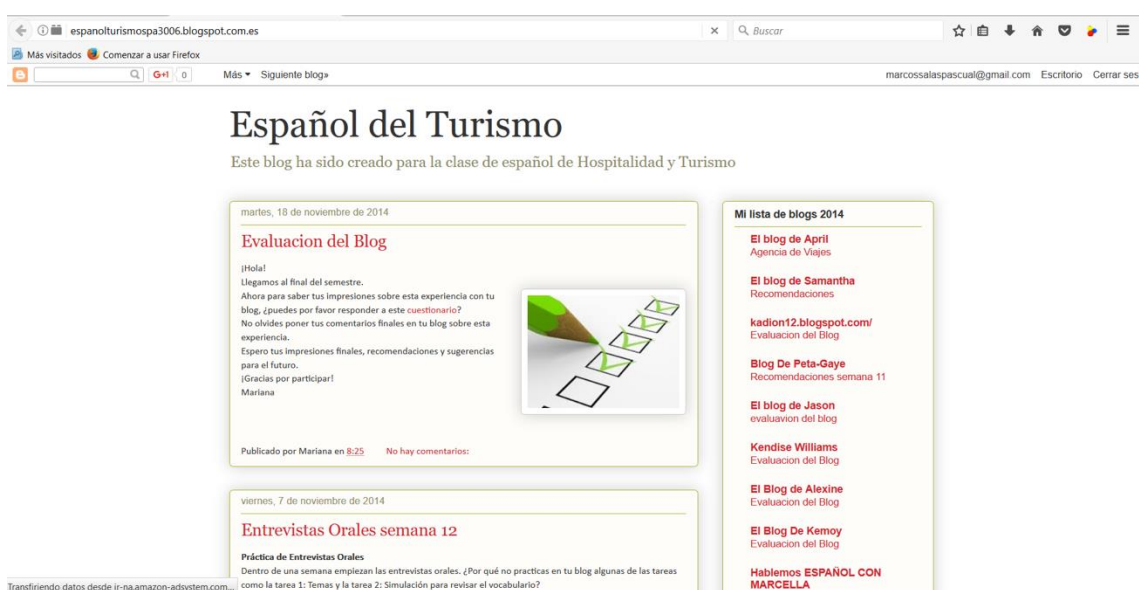 espanolturismospa3006.blogspot.com.es
Buscar
Más visitados Comenzar a usar Firefox
G+1 0 Más Siguiente blog»
marcossalaspascual@gmail.com Escritorio Cerrar ses
Español del Turismo
Este blog ha sido creado para la clase de español de Hospitalidad y Turismo
martes, 18 de noviembre de 2014
Evaluacion del Blog
¡Hola!
Llegamos al final del semestre.
Ahora para saber tus impresiones sobre esta experiencia con tu
blog, ¿puedes por favor responder a este cuestionario?
No olvides poner tus comentarios finales en tu blog sobre esta
experiencia.
Espero tus impresiones finales, recomendaciones y sugerencias
para el futuro.
¡Gracias por participar!
Mariana
Publicado por Mariana en 8:25 No hay comentarios:
viernes, 7 de noviembre de 2014
Entrevistas Orales semana 12
Práctica de Entrevistas Orales
Dentro de una semana empiezan las entrevistas orales. ¿Por qué no practicas en tu blog algunas de las tareas
como la tarea 1: Temas y la tarea 2: Simulación para revisar el vocabulario?
Mi lista de blogs 2014
El blog de April
Agencia de Viajes
El blog de Samantha
Recomendaciones
kadion12.blogspot.com/
Evaluacion del Blog
Blog De Peta-Gaye
Recomendaciones semana 11
El blog de Jason
evaluavion del blog
Kendise Williams
Evaluacion del Blog
El Blog de Alexine
Evaluacion del Blog
El Blog De Kemoy
Evaluacion del Blog
Hablemos ESPAÑOL CON
MARCELLA
Transfiriendo datos desde ir-na.amazon-adsystem.com...